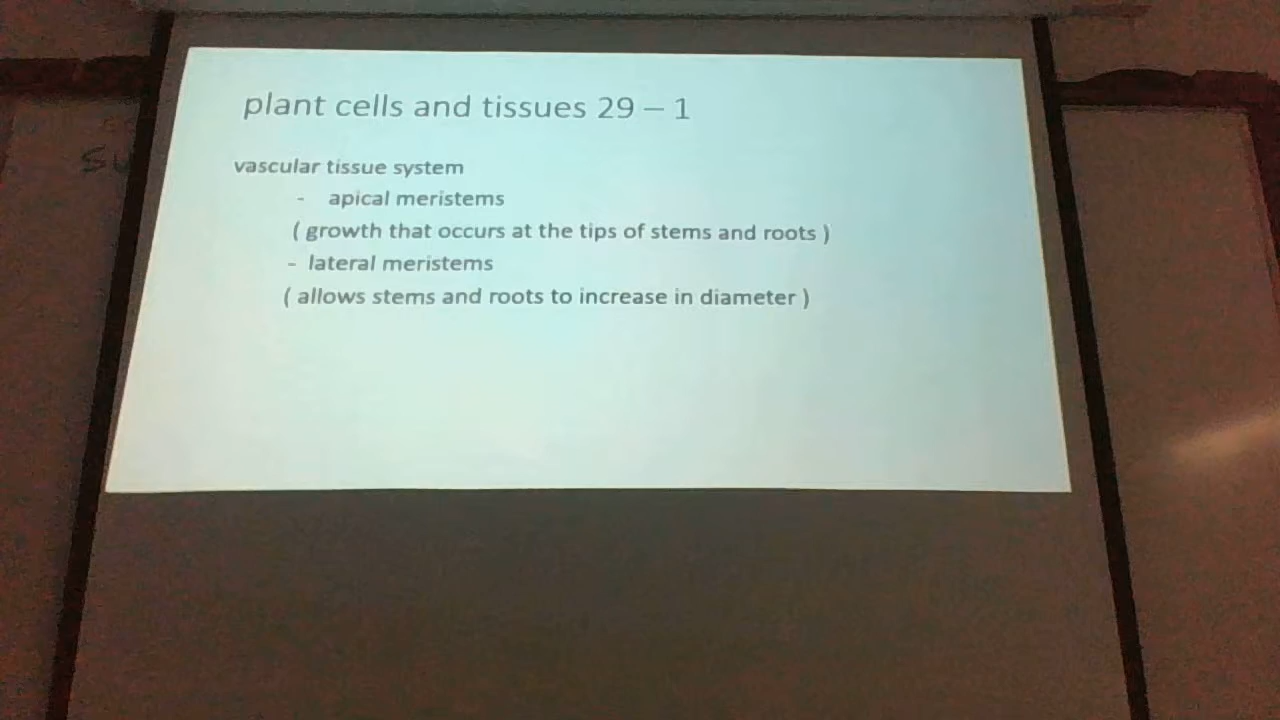 plant cells and tissues 29 – 1
vascular tissue system
- apical meristems
( growth that occurs at the tips of stems and roots )
- lateral meristems
( allows stems and roots to increase in diameter )